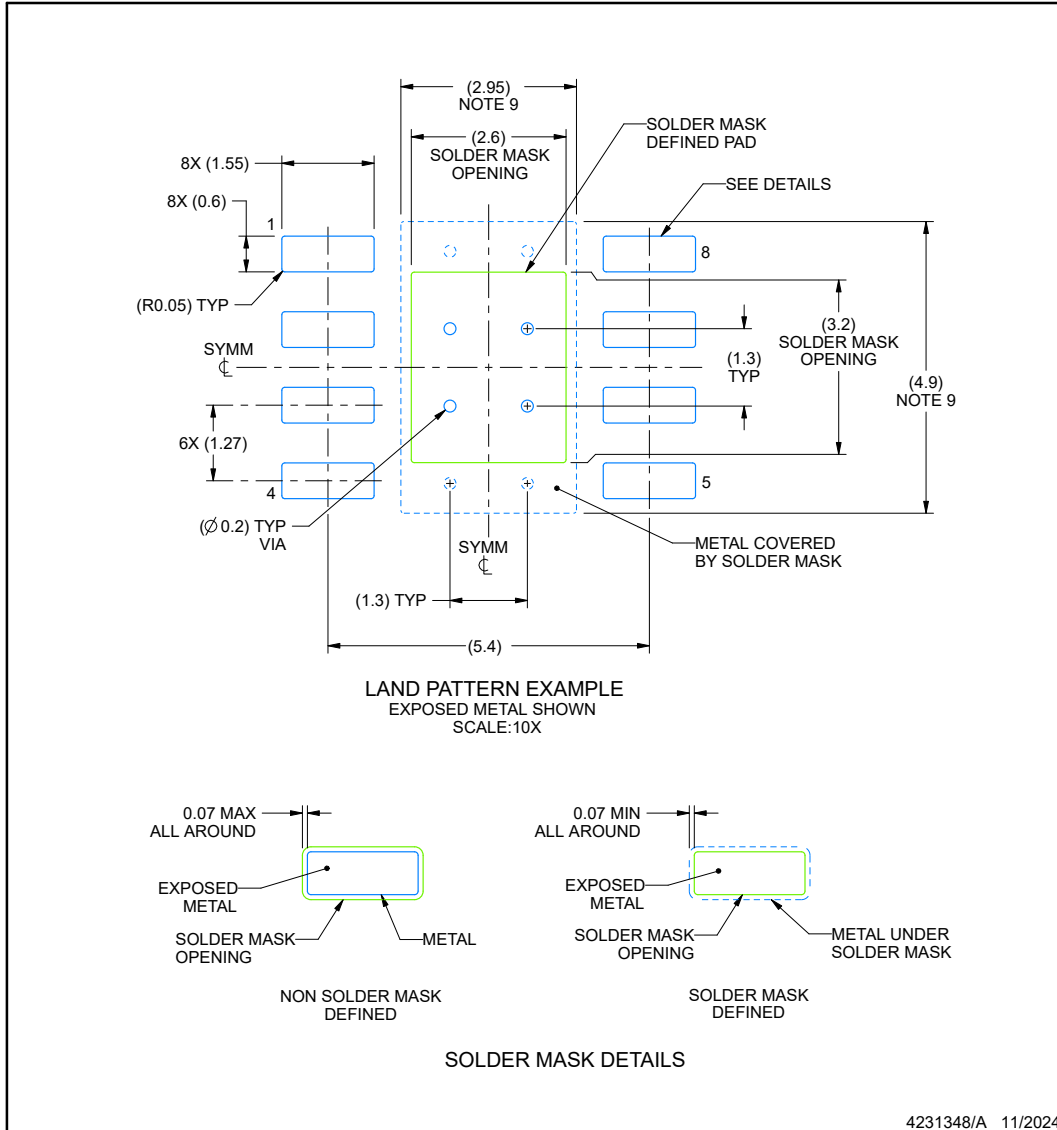 (2.95)
NOTE 9
(2.6)
SOLDER MASK
OPENING
SOLDER MASK
DEFINED PAD
8X (1.55)
SEE DETAILS
8X (0.6)
1
8
(R0.05) TYP
SYMM
℄
(3.2)
SOLDER MASK
OPENING
(1.3)
TYP
(4.9)
NOTE 9
6X (1.27)
4
5
(Ø 0.2) TYP
VIA
SYMM
℄
METAL COVERED
BY SOLDER MASK
(1.3) TYP
(5.4)
LAND PATTERN EXAMPLE
EXPOSED METAL SHOWN
SCALE:10X
0.07 MAX
ALL AROUND
EXPOSED
METAL
SOLDER MASK
OPENING
METAL
NON SOLDER MASK
DEFINED
0.07 MIN
ALL AROUND
EXPOSED
METAL
SOLDER MASK
OPENING
METAL UNDER
SOLDER MASK
SOLDER MASK
DEFINED
SOLDER MASK DETAILS
4231348/A 11/2024